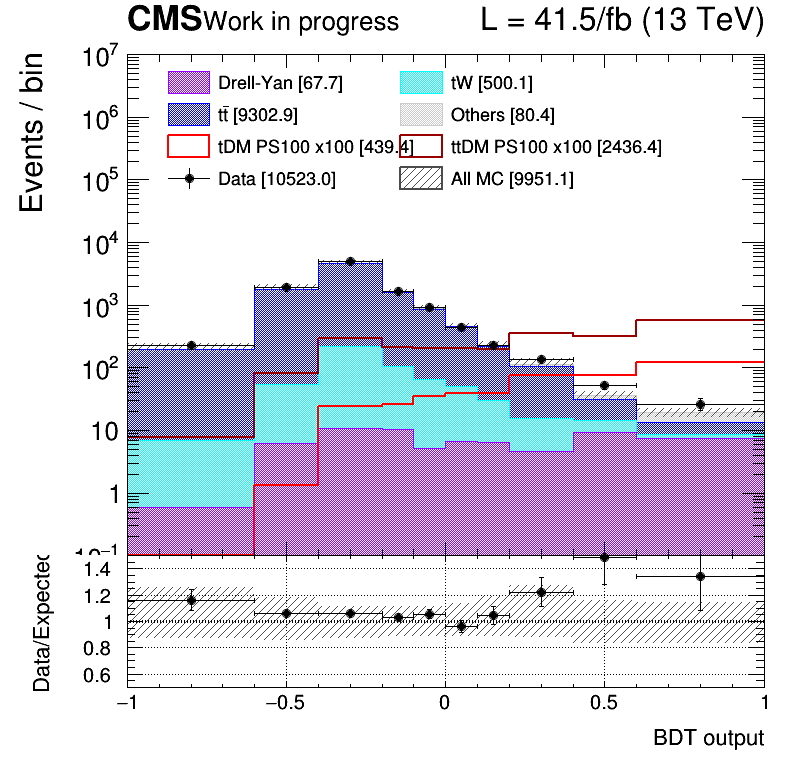 CMS Work in progress L = 41.5/fb (13 TeV)
Events / bin
10⁷
10⁶
10⁵
10⁴
10³
10²
10
1
10⁻¹
Drell-Yan [67.7] tW [500.1]
tt̄ [9302.9] Others [80.4]
tDM PS100 x100 [439.4] ttDM PS100 x100 [2436.4]
Data [10523.0] All MC [9951.1]
Data/Expected
1.4
1.2
1
0.8
0.6
−1 −0.5 0 0.5 1
BDT output